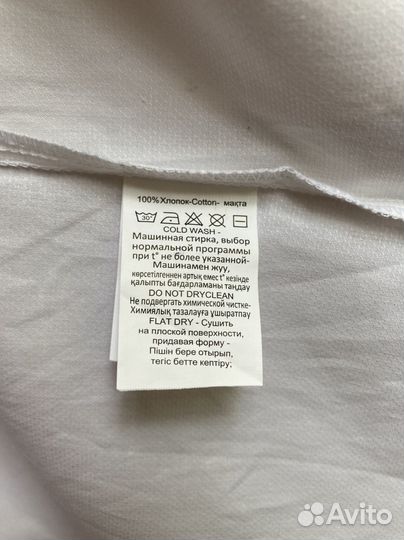 100% Хлопок-Cotton- мақта
30°
COLD WASH -
Машинная стирка, выбор
нормальной программы
при t° не более указанной-
Машинамен жуу,
көрсетілгеннен артық емес t° кезінде
қалыпты бағдарламаны таңдау
DO NOT DRYCLEAN
Не подвергать химической чистке-
Химиялық тазалауға ұшыратпау
FLAT DRY - Сушить
на плоской поверхности,
придавая форму -
Пішін бере отырып,
тегіс бетте кептіру;
Avito